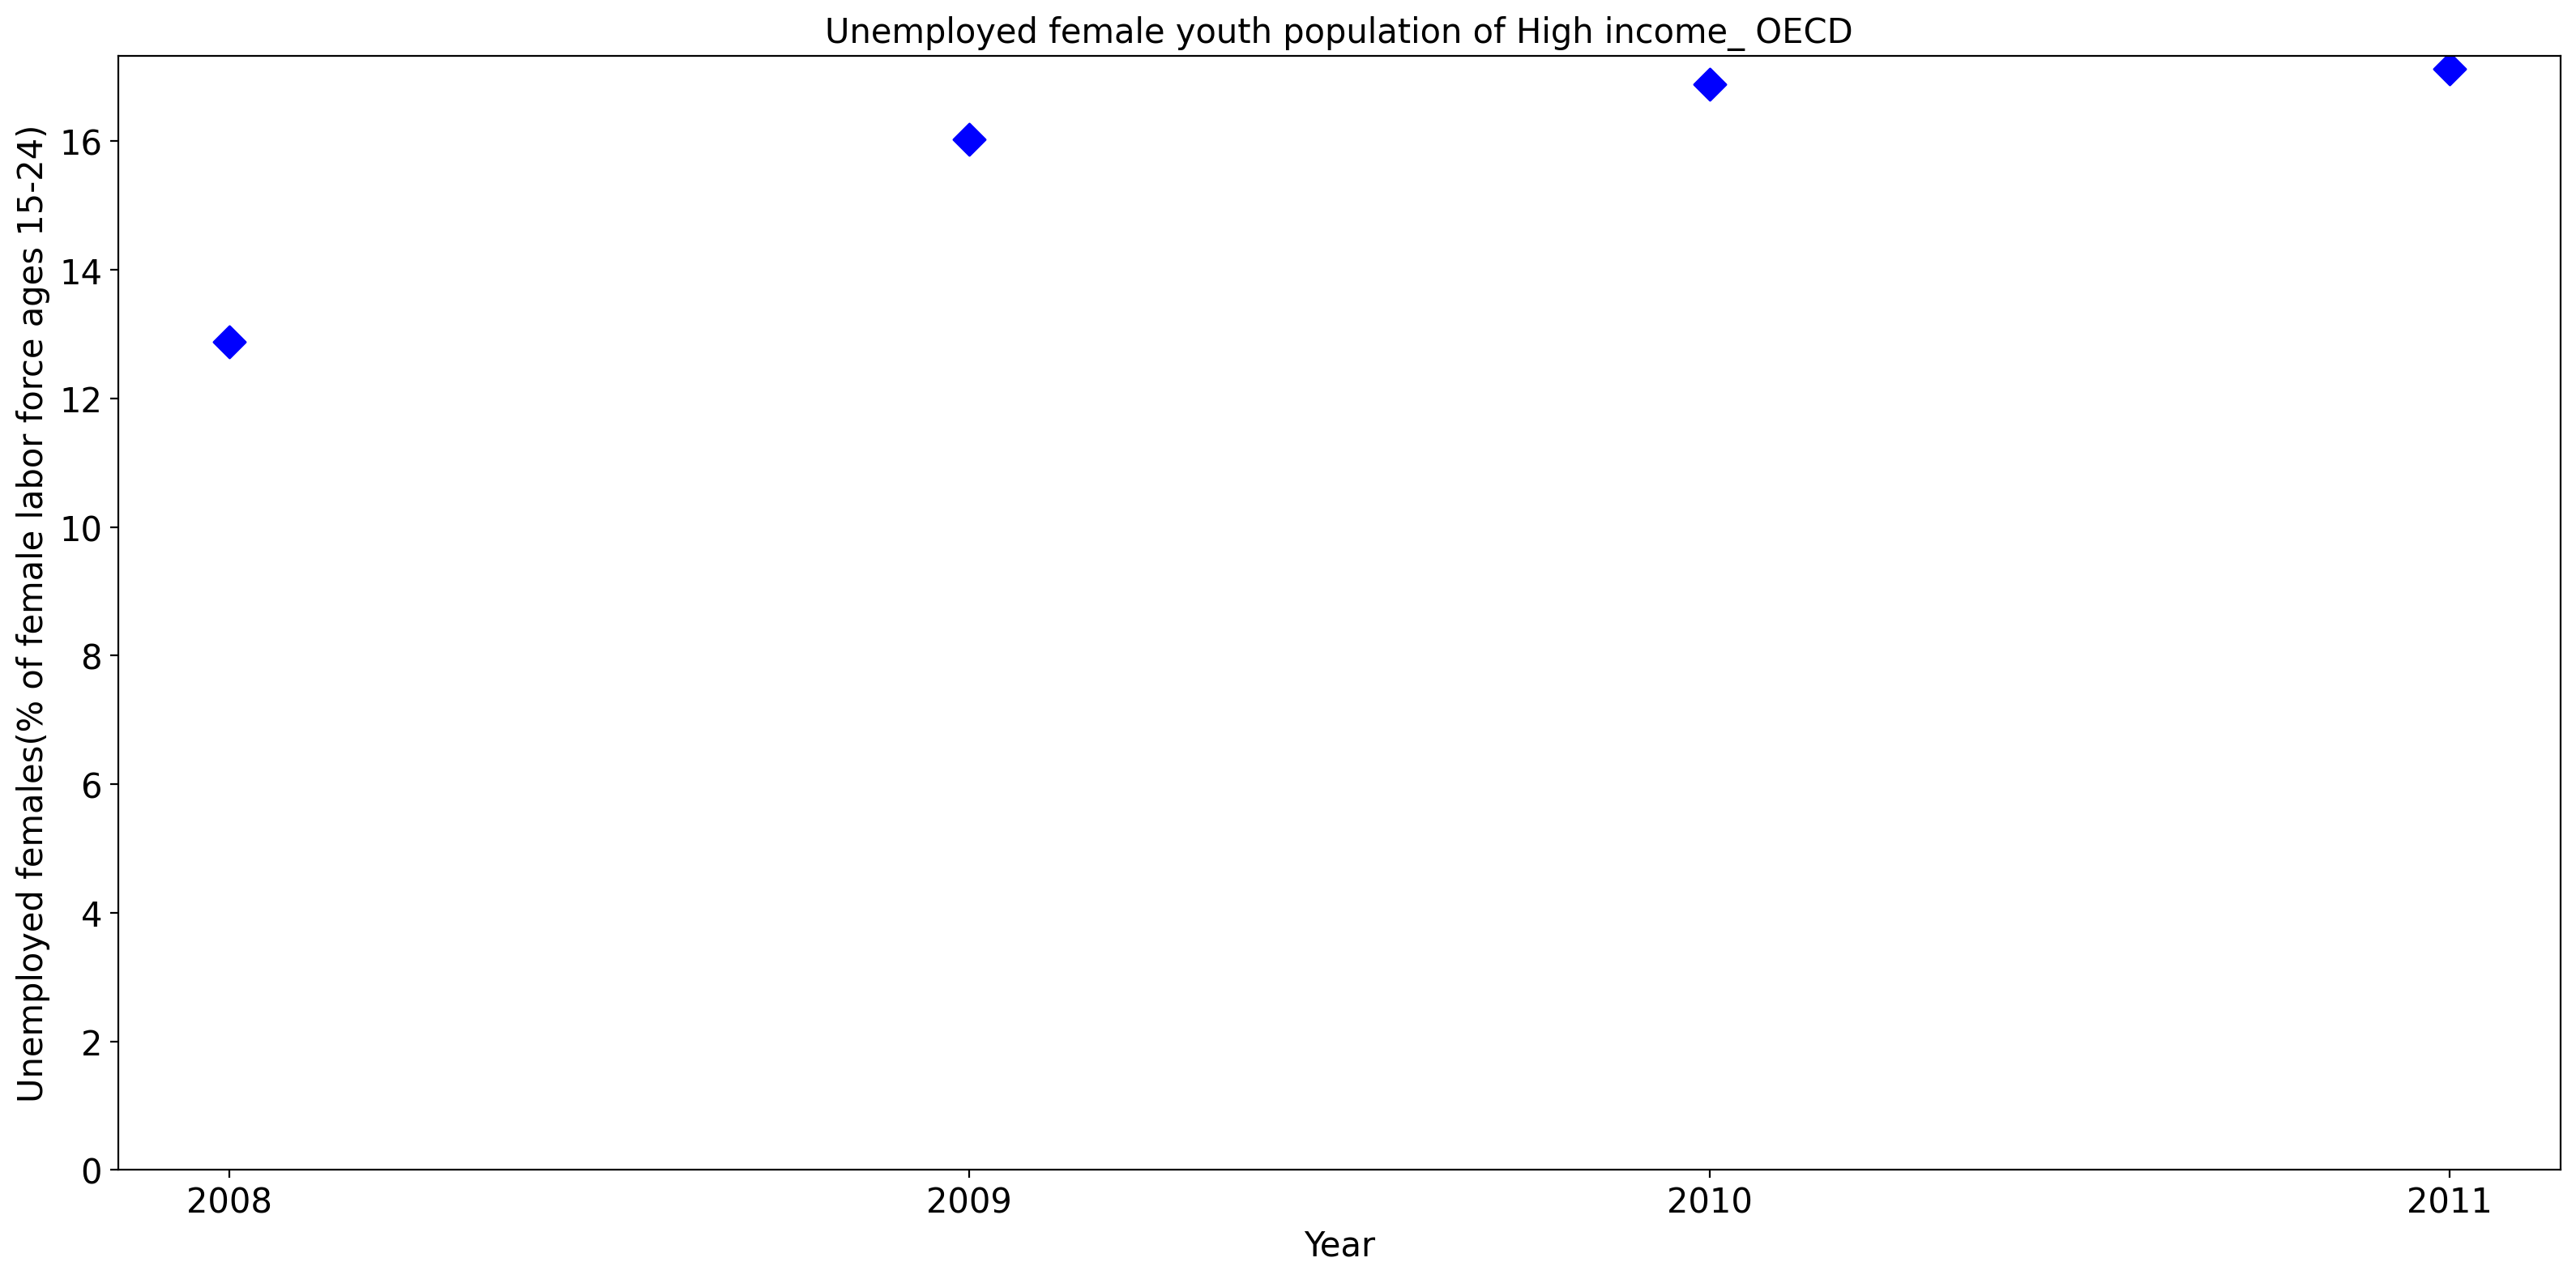 Unemployed female youth population of High income_ OECD
Unemployed females(% of female labor force ages 15-24)
16
14
12
10
8
6
4
2
0
2008 2009 2010 2011
Year